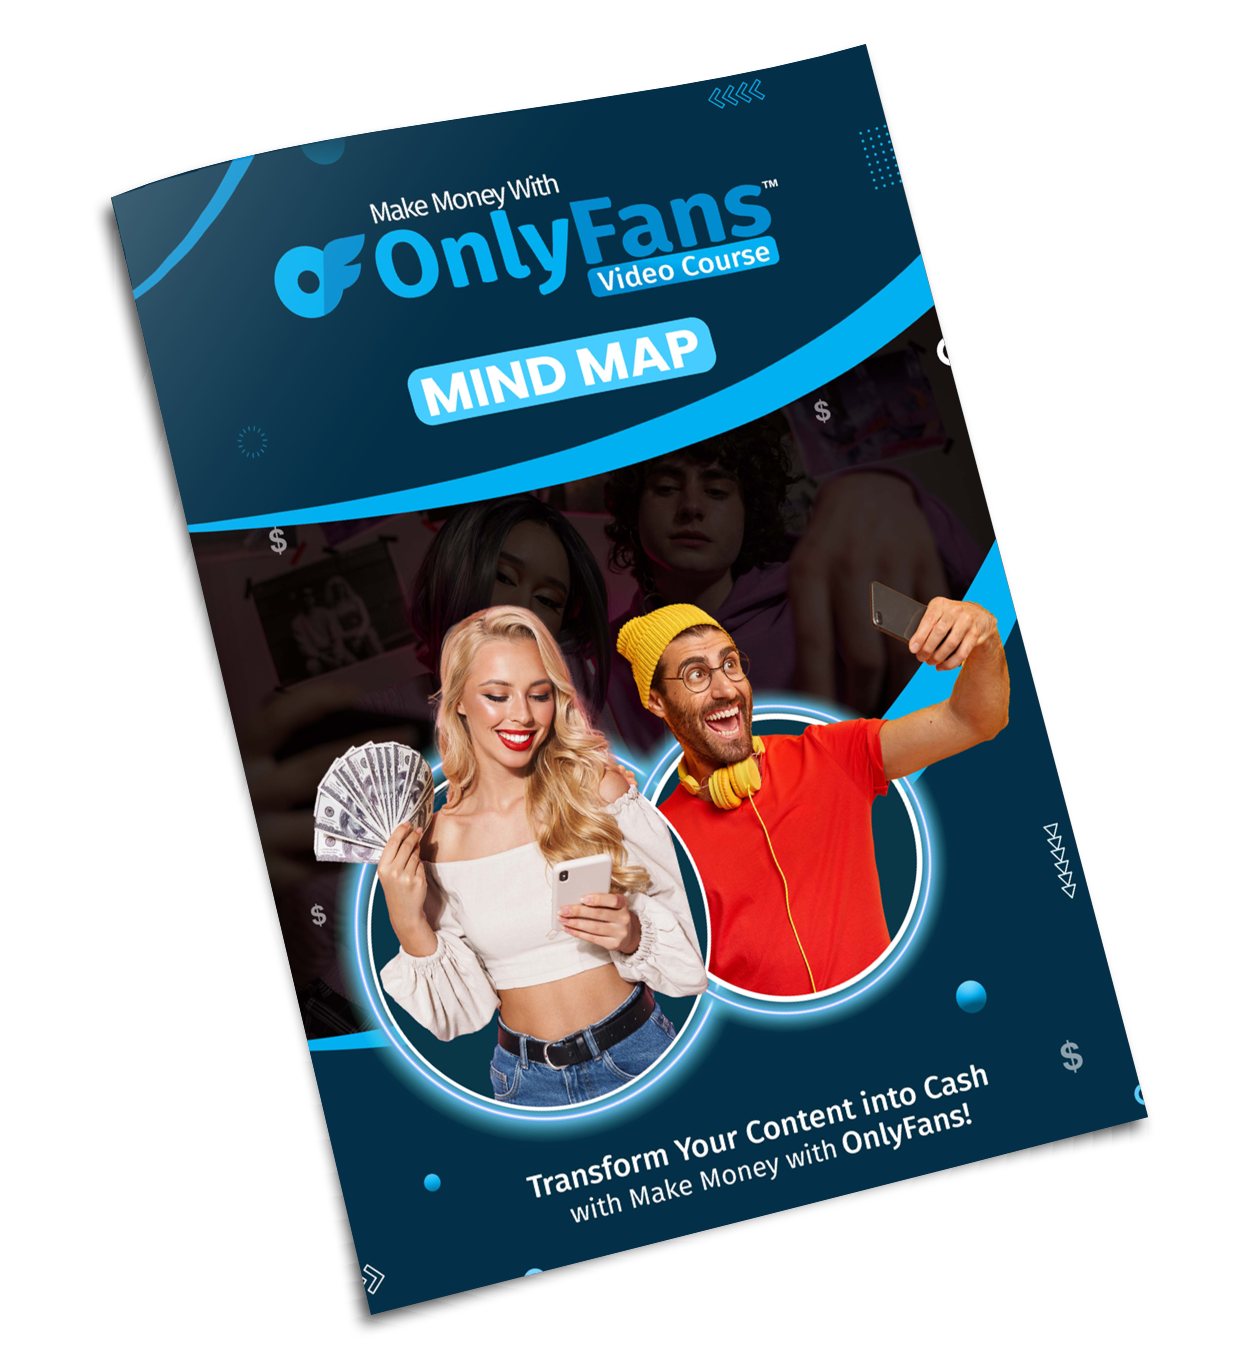 Make Money With
OnlyFans™
Video Course
MIND MAP
Transform Your Content into Cash
with Make Money with OnlyFans!